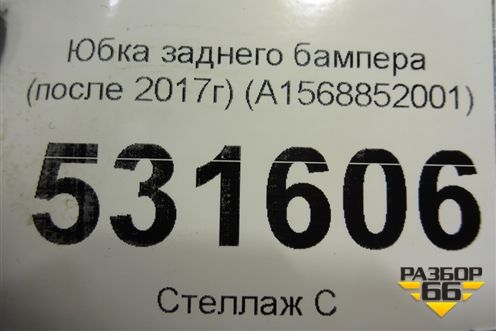 Юбка заднего бампера
(после 2017г) (A1568852001)
531606
Стеллаж С
РАЗБОР
66